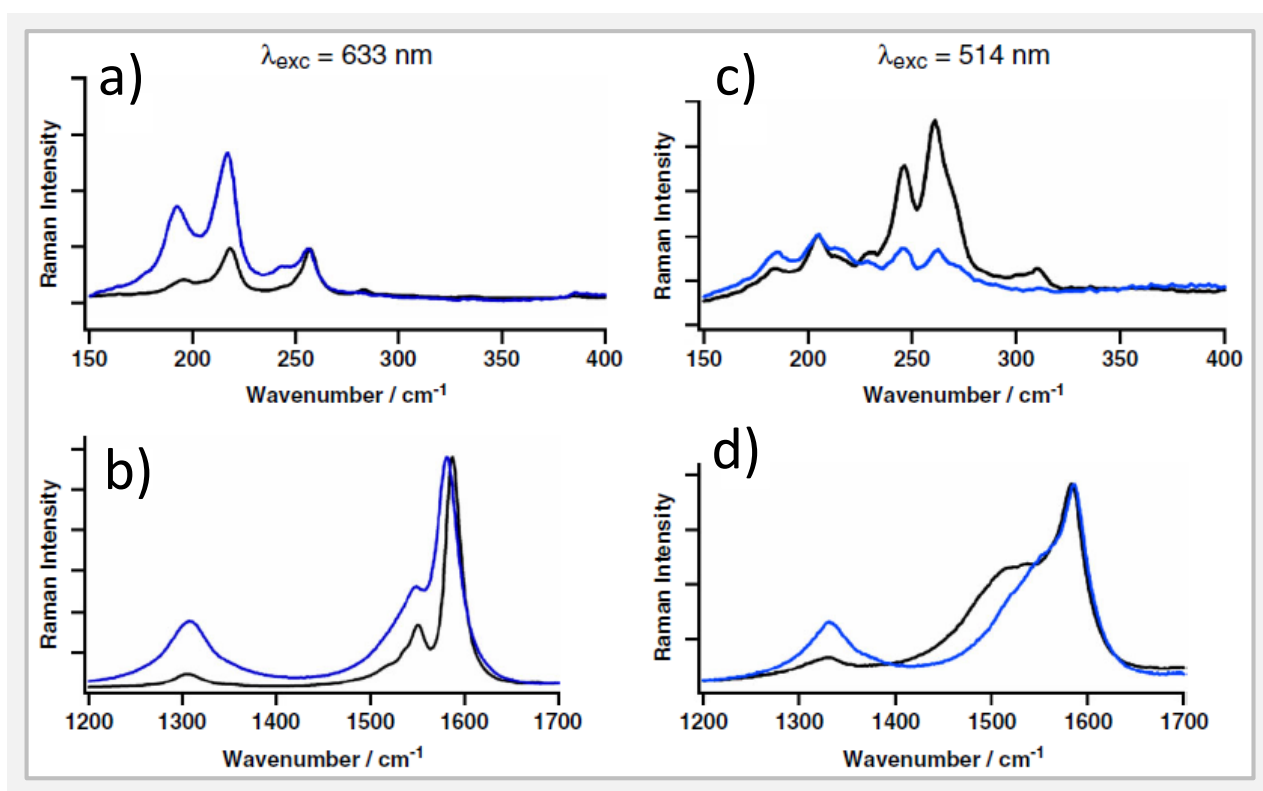 λexc = 633 nm
a)
Raman Intensity
150 200 250 300 350 400
Wavenumber / cm-1
λexc = 514 nm
c)
Raman Intensity
150 200 250 300 350 400
Wavenumber / cm-1
b)
Raman Intensity
1200 1300 1400 1500 1600 1700
Wavenumber / cm-1
d)
Raman Intensity
1200 1300 1400 1500 1600 1700
Wavenumber / cm-1